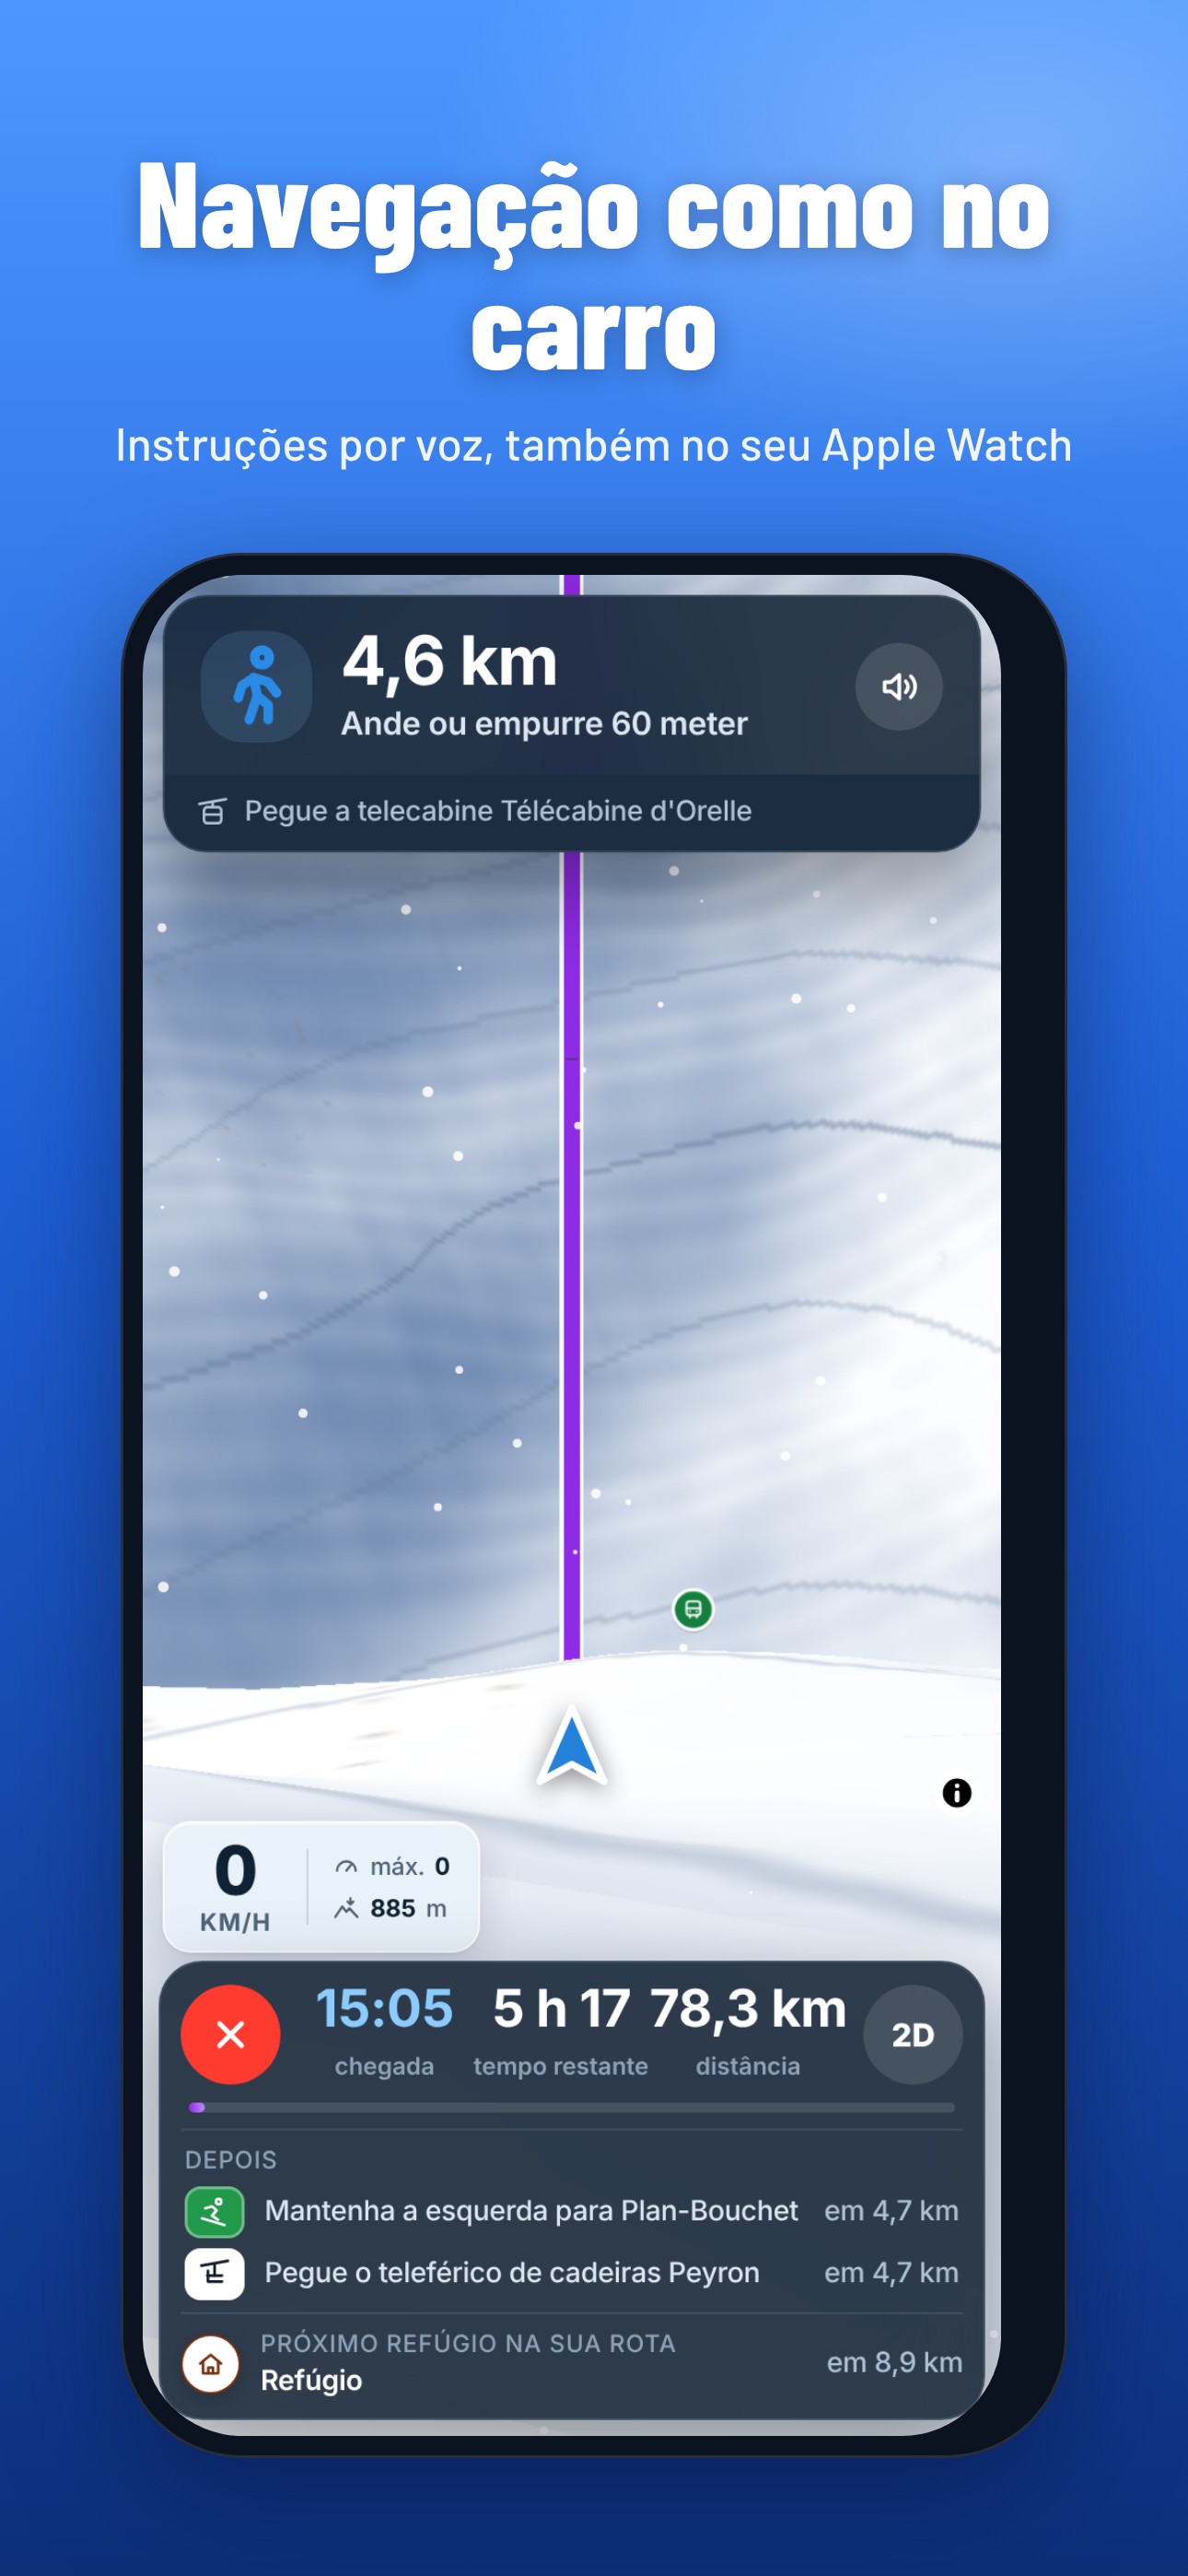 Navegação como no
carro
Instruções por voz, também no seu Apple Watch
4,6 km
Ande ou empurre 60 meter
Pegue a telecabine Télécabine d'Orelle
0
KM/H
máx. 0
885 m
15:05 5 h 17 78,3 km
chegada tempo restante distância
2D
DEPOIS
Mantenha a esquerda para Plan-Bouchet em 4,7 km
Pegue o teleférico de cadeiras Peyron em 4,7 km
PRÓXIMO REFÚGIO NA SUA ROTA
Refúgio
em 8,9 km